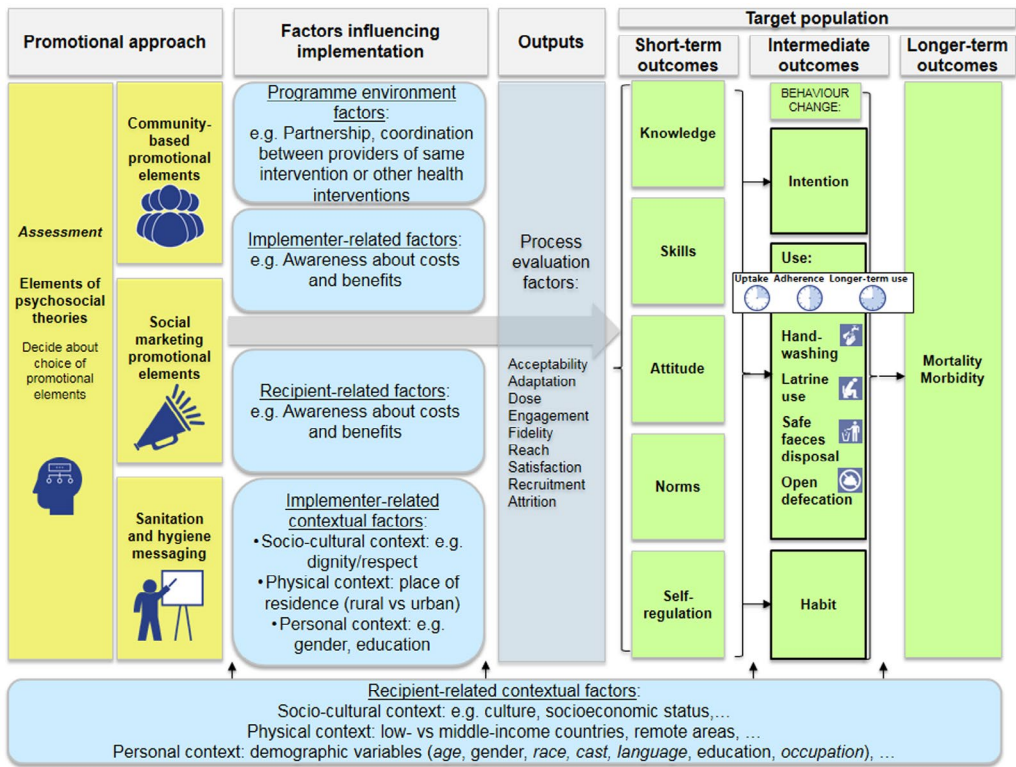 Promotional approach
Factors influencing
implementation
Outputs
Target population
Short-term
outcomes
Intermediate
outcomes
Longer-term
outcomes
Assessment
Elements of
psychosocial
theories
Decide about
choice of
promotional
elements
Community-
based
promotional
elements
Social
marketing
promotional
elements
Sanitation
and hygiene
messaging
Programme environment
factors:
e.g. Partnership, coordination
between providers of same
intervention or other health
interventions
Implementer-related factors:
e.g. Awareness about costs
and benefits
Recipient-related factors:
e.g. Awareness about costs
and benefits
Implementer-related
contextual factors:
•Socio-cultural context: e.g.
dignity/respect
•Physical context: place of
residence (rural vs urban)
•Personal context: e.g.
gender, education
Process
evaluation
factors:
Acceptability
Adaptation
Dose
Engagement
Fidelity
Reach
Satisfaction
Recruitment
Attrition
Knowledge
Skills
Attitude
Norms
Self-
regulation
BEHAVIOUR
CHANGE:
Intention
Use:
Uptake Adherence Longer-term use
Hand-
washing
Latrine
use
Safe
faeces
disposal
Open
defecation
Habit
Mortality
Morbidity
Recipient-related contextual factors:
Socio-cultural context: e.g. culture, socioeconomic status,…
Physical context: low- vs middle-income countries, remote areas, …
Personal context: demographic variables (age, gender, race, cast, language, education, occupation), …